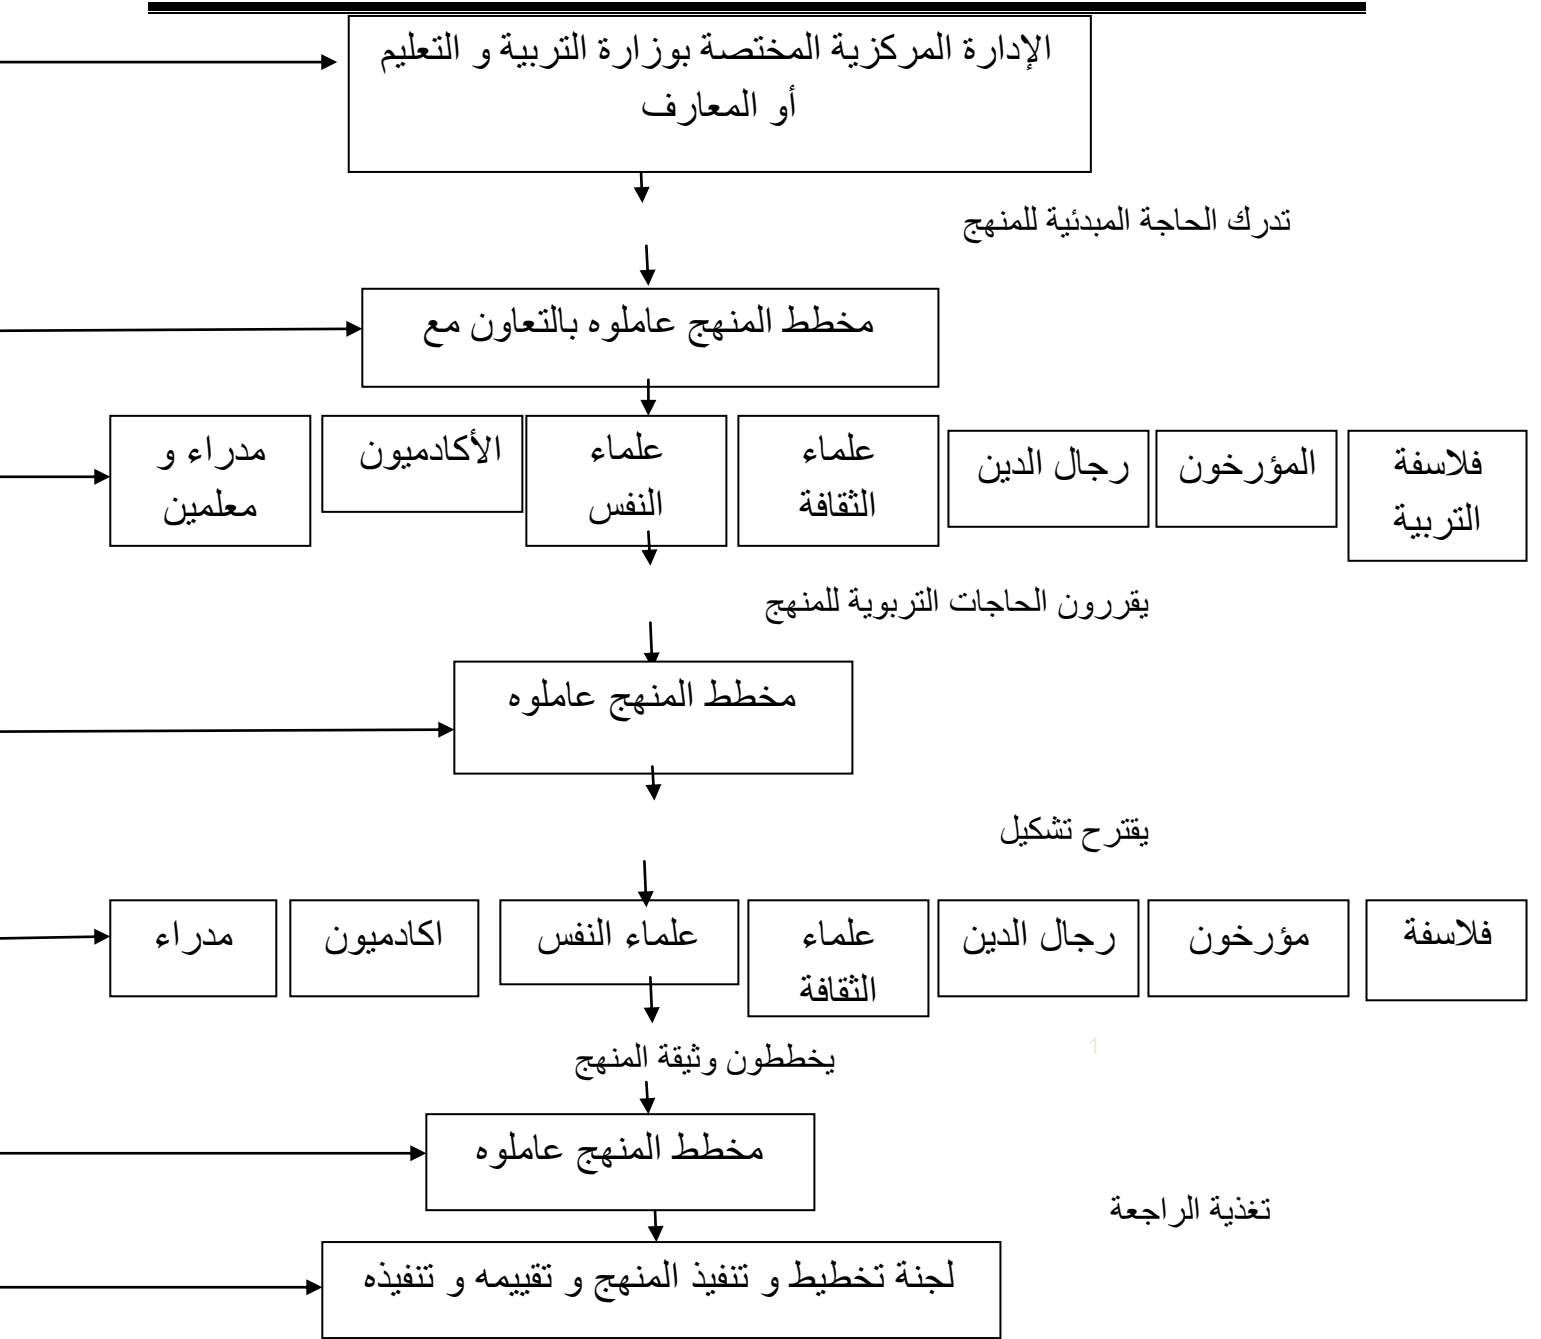 الإدارة المركزية المختصة بوزارة التربية و التعليم
أو المعارف
تدرك الحاجة المبدئية للمنهج
مخطط المنهج عاملوه بالتعاون مع
فلاسفة
التربية
المؤرخون
رجال الدين
علماء
الثقافة
علماء
النفس
الأكادميون
مدراء و
معلمين
يقررون الحاجات التربوية للمنهج
مخطط المنهج عاملوه
يقترح تشكيل
فلاسفة
مؤرخون
رجال الدين
علماء
الثقافة
علماء النفس
اكادميون
مدراء
1
يخططون وثيقة المنهج
مخطط المنهج عاملوه
تغذية الراجعة
لجنة تخطيط و تنفيذ المنهج و تقييمه و تنفيذه